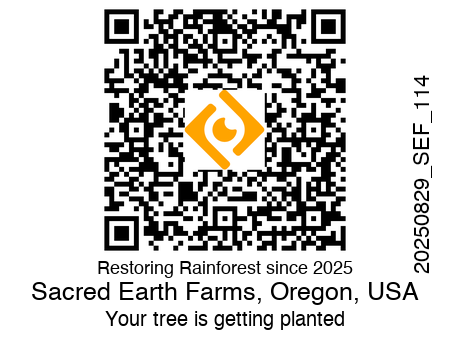 Restoring Rainforest since 2025
Sacred Earth Farms, Oregon, USA
Your tree is getting planted
20250829_SEF_114